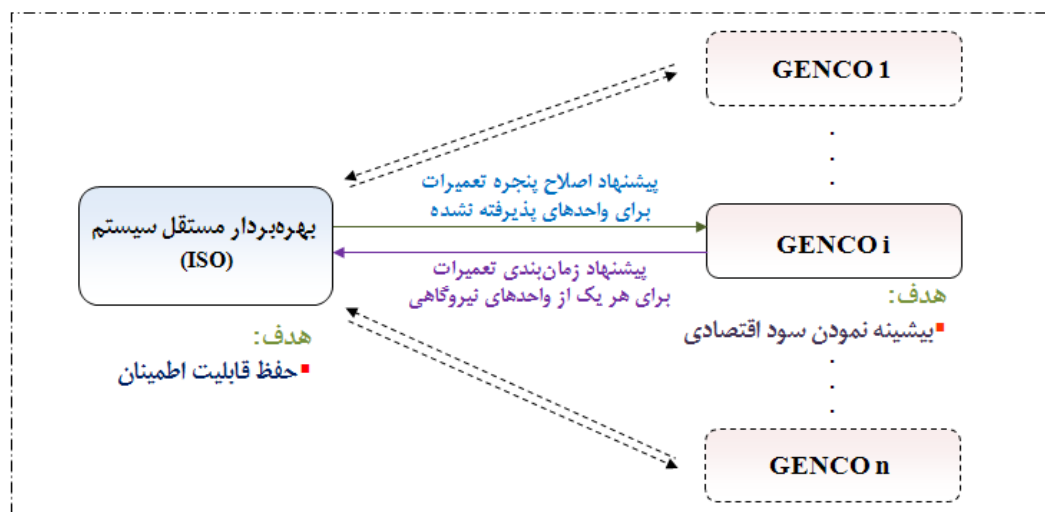 GENCO 1
.
.
.
پیشنهاد اصلاح پنجره تعمیرات
برای واحدهای پذیرفته نشده
بهره‌بردار مستقل سیستم
(ISO)
GENCO i
پیشنهاد زمان‌بندی تعمیرات
برای هر یک از واحدهای نیروگاهی
هدف:
بیشینه نمودن سود اقتصادی
هدف:
حفظ قابلیت اطمینان
.
.
.
GENCO n